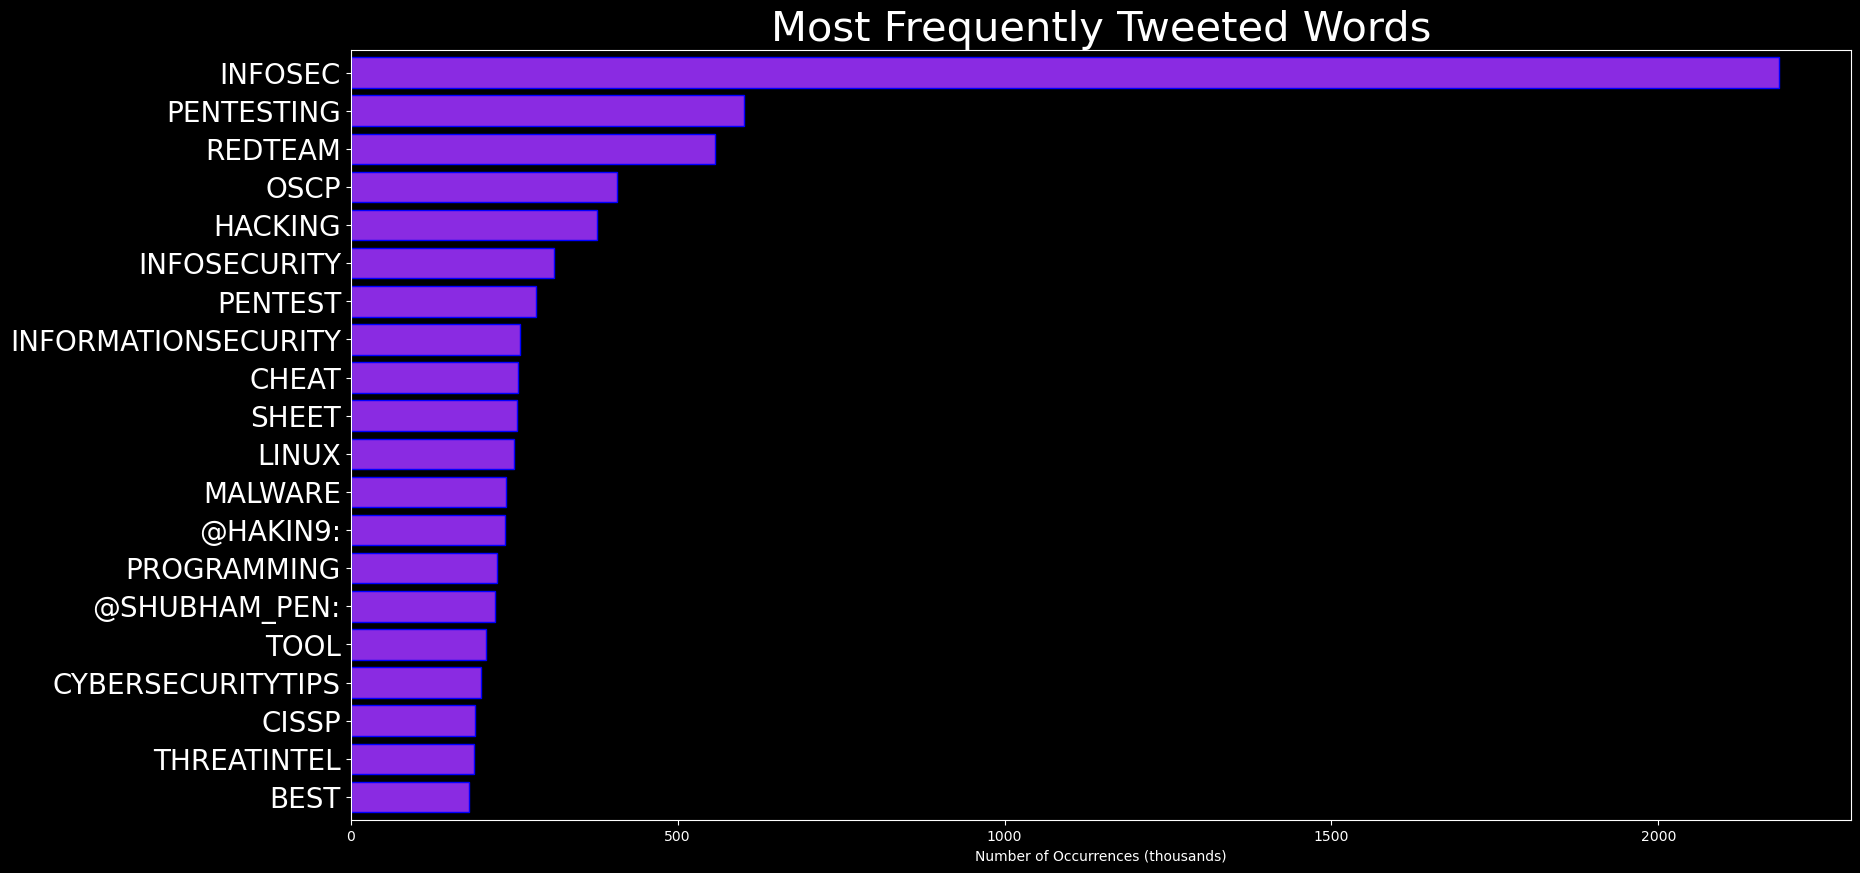 Most Frequently Tweeted Words
INFOSEC
PENTESTING
REDTEAM
OSCP
HACKING
INFOSECURITY
PENTEST
INFORMATIONSECURITY
CHEAT
SHEET
LINUX
MALWARE
@HAKIN9:
PROGRAMMING
@SHUBHAM_PEN:
TOOL
CYBERSECURITYTIPS
CISSP
THREATINTEL
BEST
0 500 1000 1500 2000
Number of Occurrences (thousands)